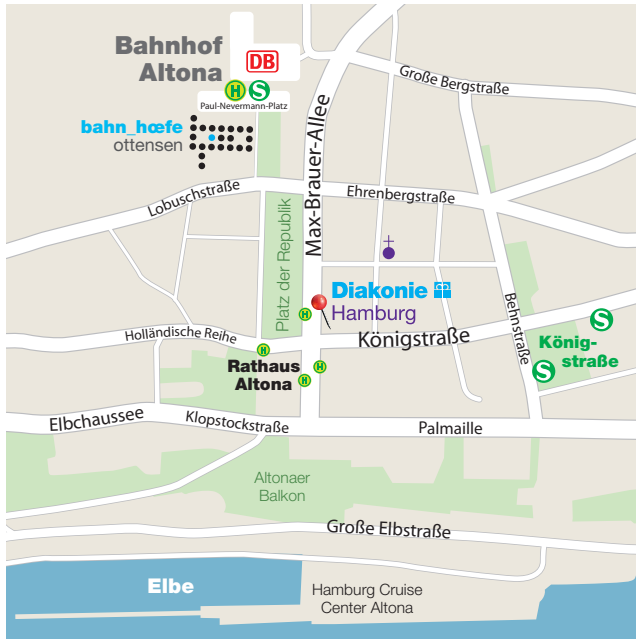 Bahnhof
Altona
DB
H
S
Paul-Nevermann-Platz
bahn_hœfe
ottensen
Große Bergstraße
Max-Brauer-Allee
Lobuschstraße
Ehrenbergstraße
Platz der Republik
Diakonie
Hamburg
H
Behnstraße
S
Holländische Reihe
Königstraße
König-
straße
H
Rathaus
Altona
H
H
S
Elbchaussee
Klopstockstraße
Palmaille
Altonaer
Balkon
Große Elbstraße
Elbe
Hamburg Cruise
Center Altona